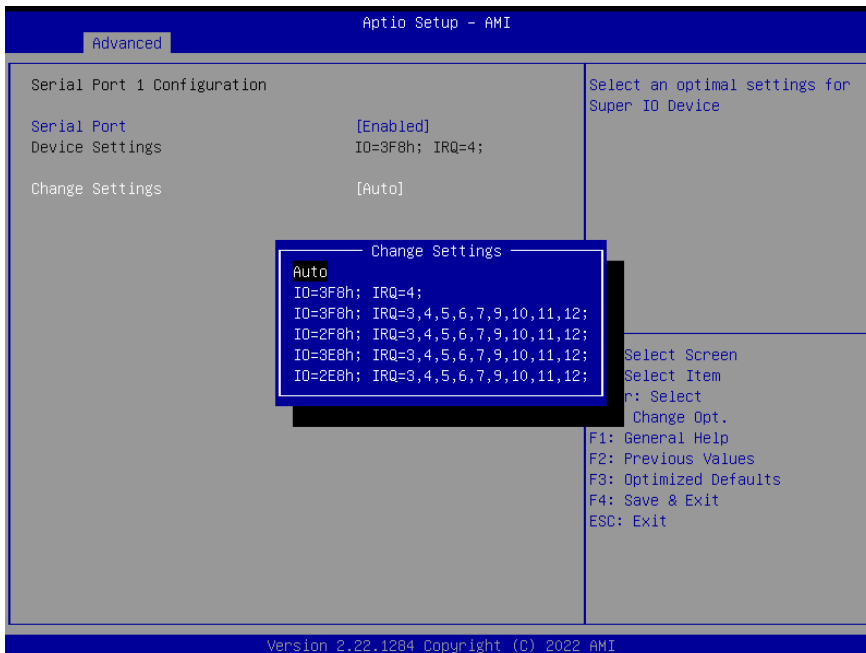 Aptio Setup – AMI
Advanced
Serial Port 1 Configuration
Serial Port [Enabled]
Device Settings IO=3F8h; IRQ=4;
Change Settings [Auto]
Select an optimal settings for
Super IO Device
Change Settings
Auto
IO=3F8h; IRQ=4;
IO=3F8h; IRQ=3,4,5,6,7,9,10,11,12;
IO=2F8h; IRQ=3,4,5,6,7,9,10,11,12;
IO=3E8h; IRQ=3,4,5,6,7,9,10,11,12;
IO=2E8h; IRQ=3,4,5,6,7,9,10,11,12;
Select Screen
Select Item
r: Select
Change Opt.
F1: General Help
F2: Previous Values
F3: Optimized Defaults
F4: Save & Exit
ESC: Exit
Version 2.22.1284 Copyright (C) 2022 AMI